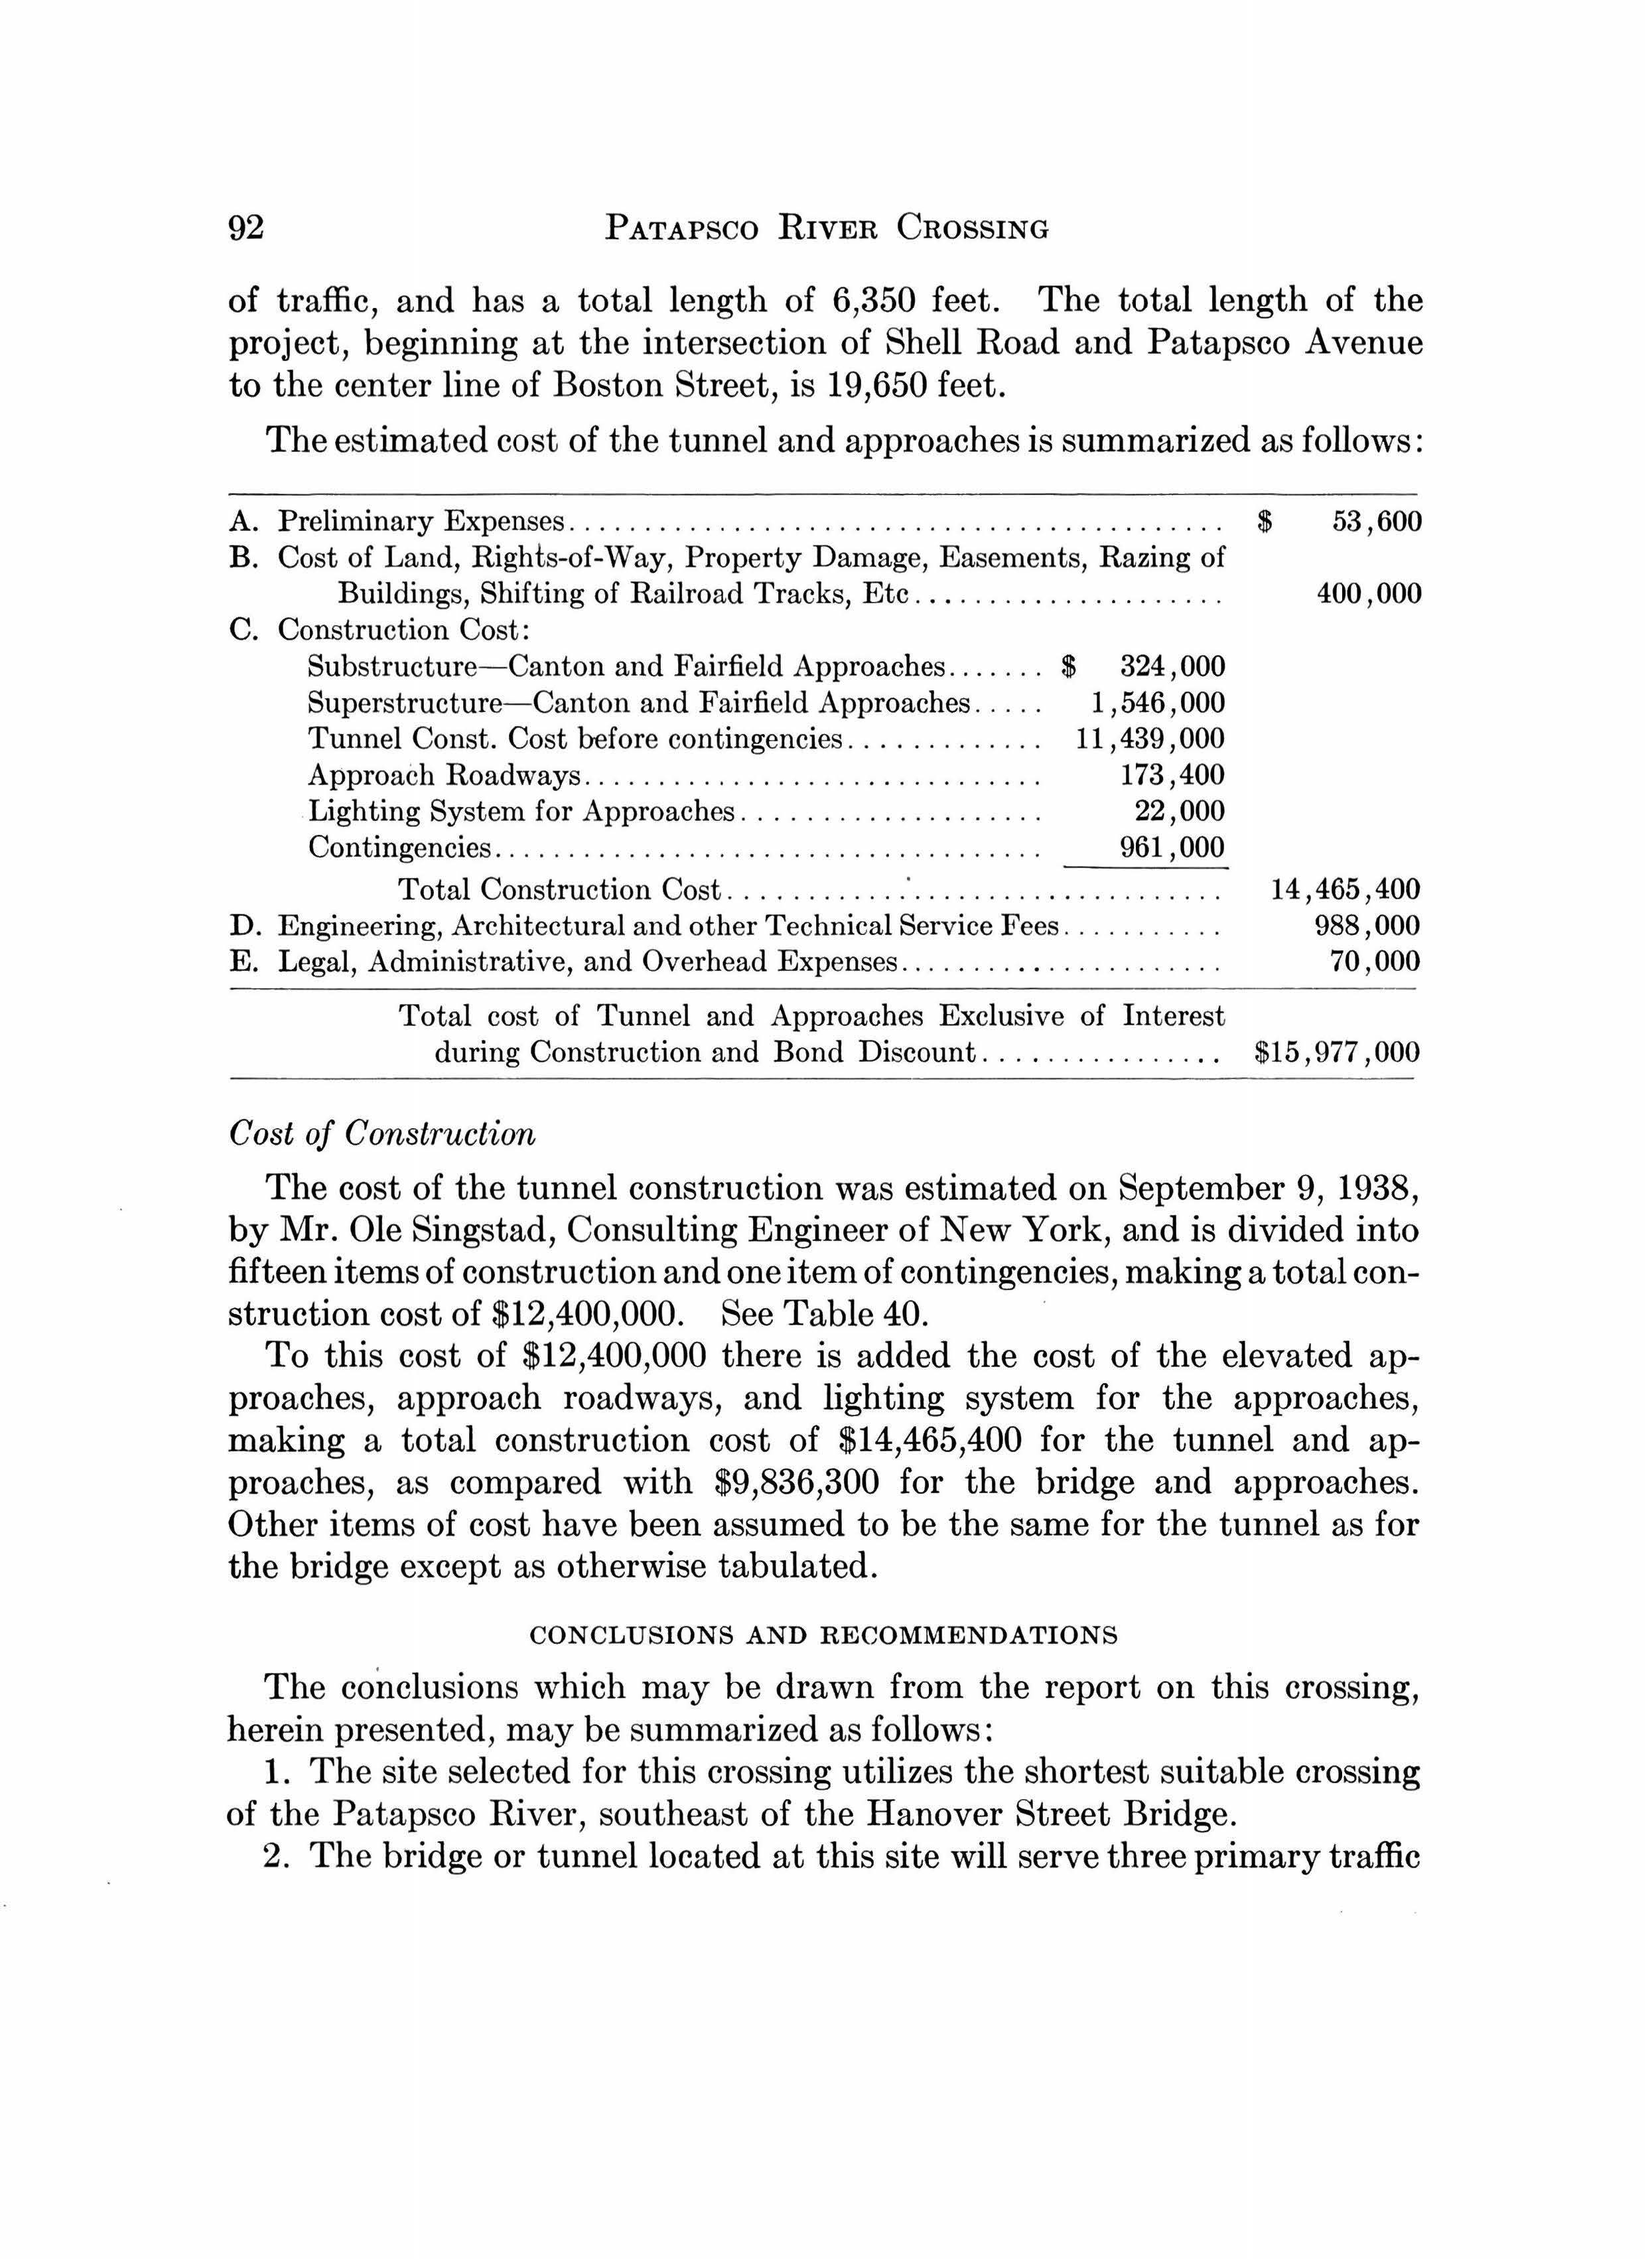 92 PATAPSCO RIVER CROSSING
of traffic, and has a total length of 6,350 feet. The total length of the
project, beginning at the intersection of Shell Road and Patapsco Avenue
to the center line of Boston Street, is 19,650 feet.
The estimated cost of the tunnel and approaches is summarized as follows:
A. Preliminary Expenses............................................ $ 53,600
B. Cost of Land, Rights-of-Way, Property Damage, Easements, Razing of
Buildings, Shifting of Railroad Tracks, Etc..................... 400,000
C. Construction Cost:
Substructure—Canton and Fairfield Approaches....... $ 324,000
Superstructure—Canton and Fairfield Approaches..... 1,546,000
Tunnel Const. Cost before contingencies............. 11,439,000
Approach Roadways............................... 173,400
Lighting System for Approaches.................... 22,000
Contingencies..................................... 961,000
Total Construction Cost.................................. 14,465,400
D. Engineering, Architectural and other Technical Service Fees........... 988,000
E. Legal, Administrative, and Overhead Expenses...................... 70,000
Total cost of Tunnel and Approaches Exclusive of Interest
during Construction and Bond Discount................ $15,977,000
Cost of Construction
The cost of the tunnel construction was estimated on September 9, 1938,
by Mr. Ole Singstad, Consulting Engineer of New York, and is divided into
fifteen items of construction and one item of contingencies, making a total con-
struction cost of $12,400,000. See Table 40.
To this cost of $12,400,000 there is added the cost of the elevated ap-
proaches, approach roadways, and lighting system for the approaches,
making a total construction cost of $14,465,400 for the tunnel and ap-
proaches, as compared with $9,836,300 for the bridge and approaches.
Other items of cost have been assumed to be the same for the tunnel as for
the bridge except as otherwise tabulated.
CONCLUSIONS AND RECOMMENDATIONS
The conclusions which may be drawn from the report on this crossing,
herein presented, may be summarized as follows:
1. The site selected for this crossing utilizes the shortest suitable crossing
of the Patapsco River, southeast of the Hanover Street Bridge.
2. The bridge or tunnel located at this site will serve three primary traffic